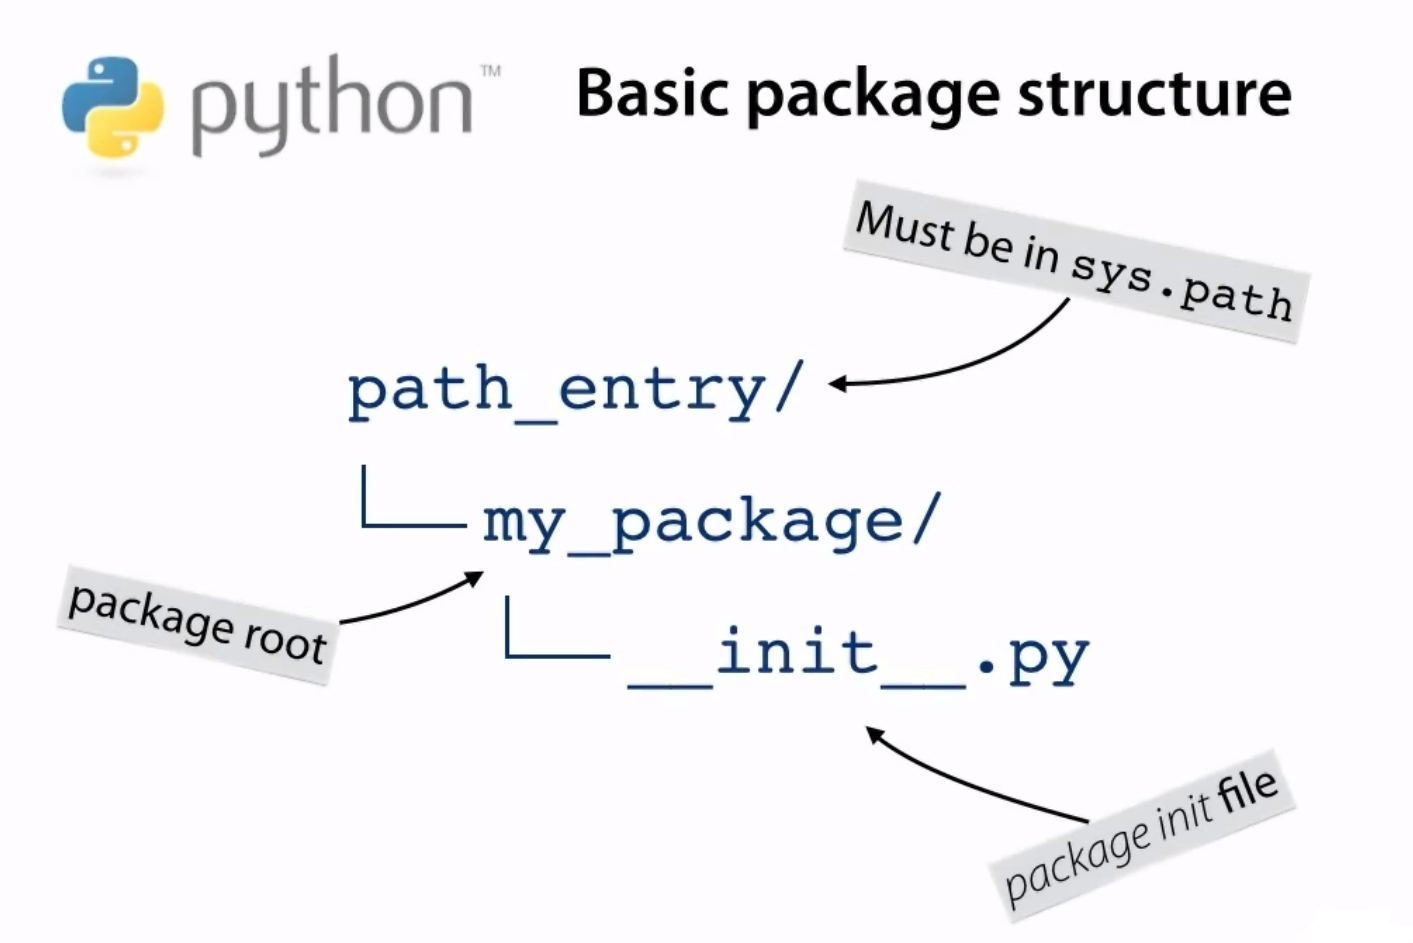 python™
Basic package structure
Must be in sys.path
path_entry/
my_package/
package root
__init__.py
package init file